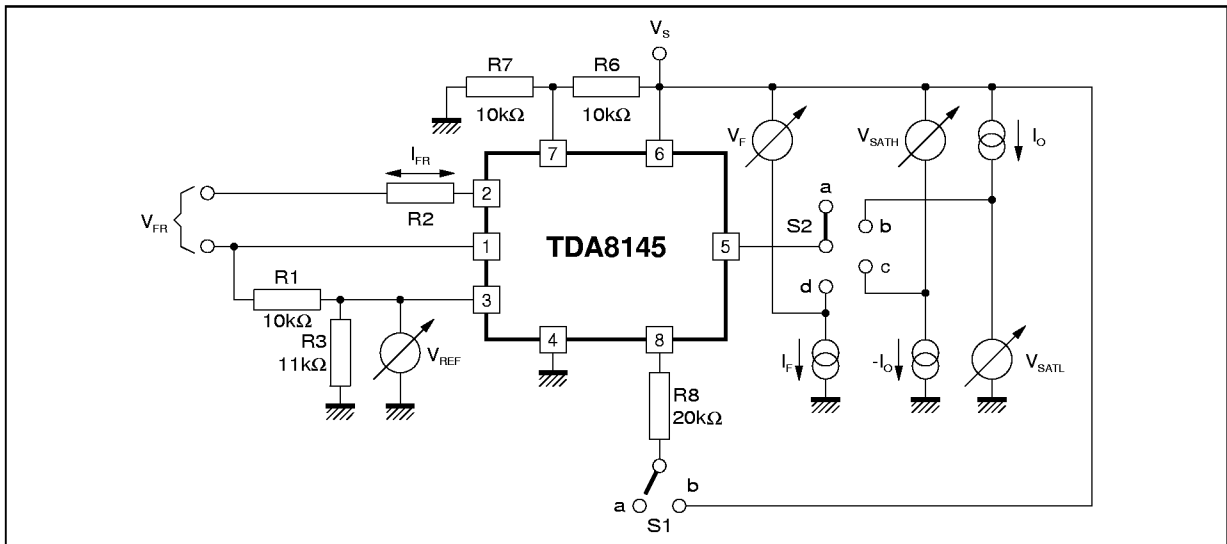 V_S
R7
R6
10kΩ
10kΩ
V_F
V_SATH
I_O
7
6
I_FR
2
R2
V_FR
a
S2
b
TDA8145
1
5
c
R1
d
3
10kΩ
R3
11kΩ
V_REF
4
8
I_F
-I_O
V_SATL
R8
20kΩ
a
b
S1